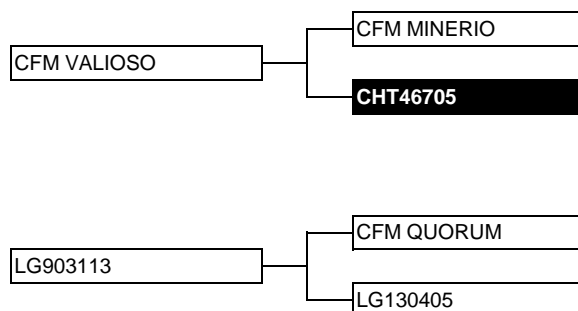 CFM MINERIO
CFM VALIOSO
CHT46705
CFM QUORUM
LG903113
LG130405